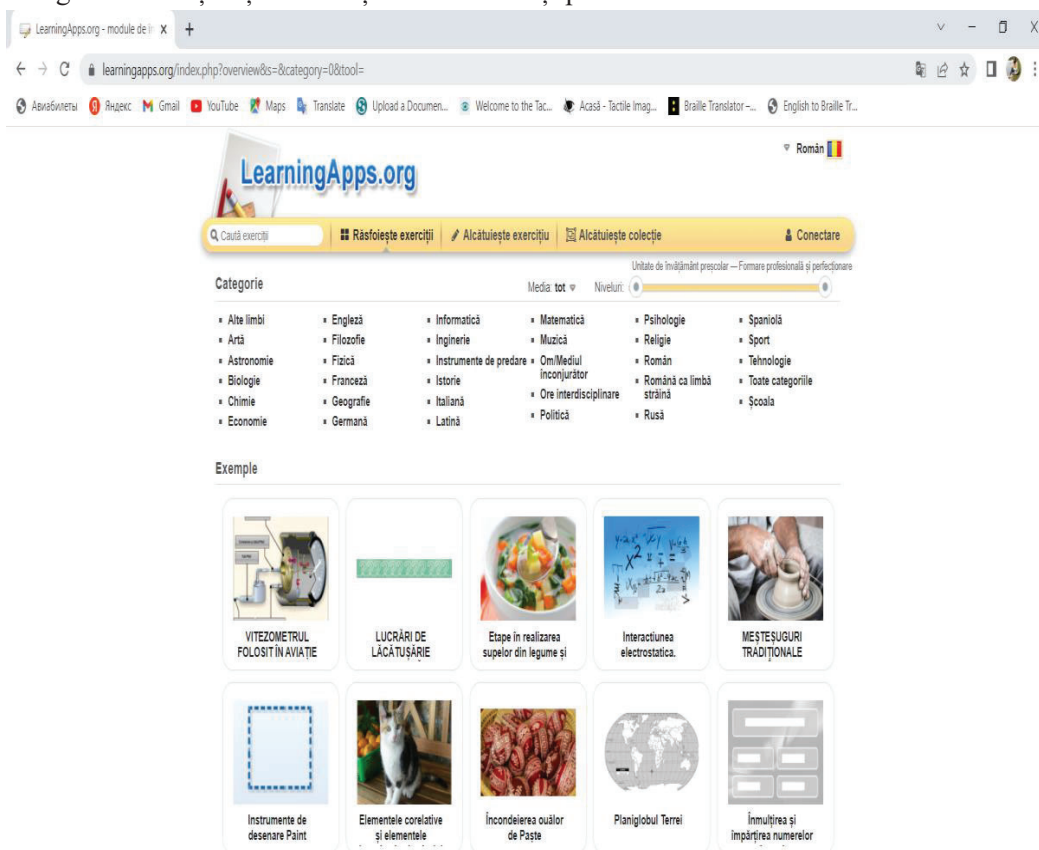 LearningApps.org - module de în
learningapps.org/index.php?overview&s=&category=0&tool=
Авиабилеты Яндекс Gmail YouTube Maps Translate Upload a Documen... Welcome to the Tac... Acasă - Tactile Imag... Braille Translator –... English to Braille Tr...
Român
LearningApps.org
Caută exerciții Răsfoiește exerciții Alcătuiește exercițiu Alcătuiește colecție Conectare
Unitate de învățământ preșcolar — Formare profesională și perfecționare
Categorie Media: tot Niveluri:
Alte limbi
Artă
Astronomie
Biologie
Chimie
Economie
Engleză
Filozofie
Fizică
Franceză
Geografie
Germană
Informatică
Inginerie
Instrumente de predare
Istorie
Italiană
Latină
Matematică
Muzică
Om/Mediul
înconjurător
Ore interdisciplinare
Politică
Psihologie
Religie
Român
Română ca limbă
străină
Rusă
Spaniolă
Sport
Tehnologie
Toate categoriile
Școala
Exemple
VITEZOMETRUL
FOLOSIT ÎN AVIAȚIE
LUCRĂRI DE
LĂCĂTUȘĂRIE
Etape în realizarea
supelor din legume și
Interactiunea
electrostatica.
MEȘTEȘUGURI
TRADIȚIONALE
Instrumente de
desenare Paint
Elementele corelative
și elementele
Încondeierea ouălor
de Paște
Planiglobul Terrei
Înmulțirea și
împărțirea numerelor